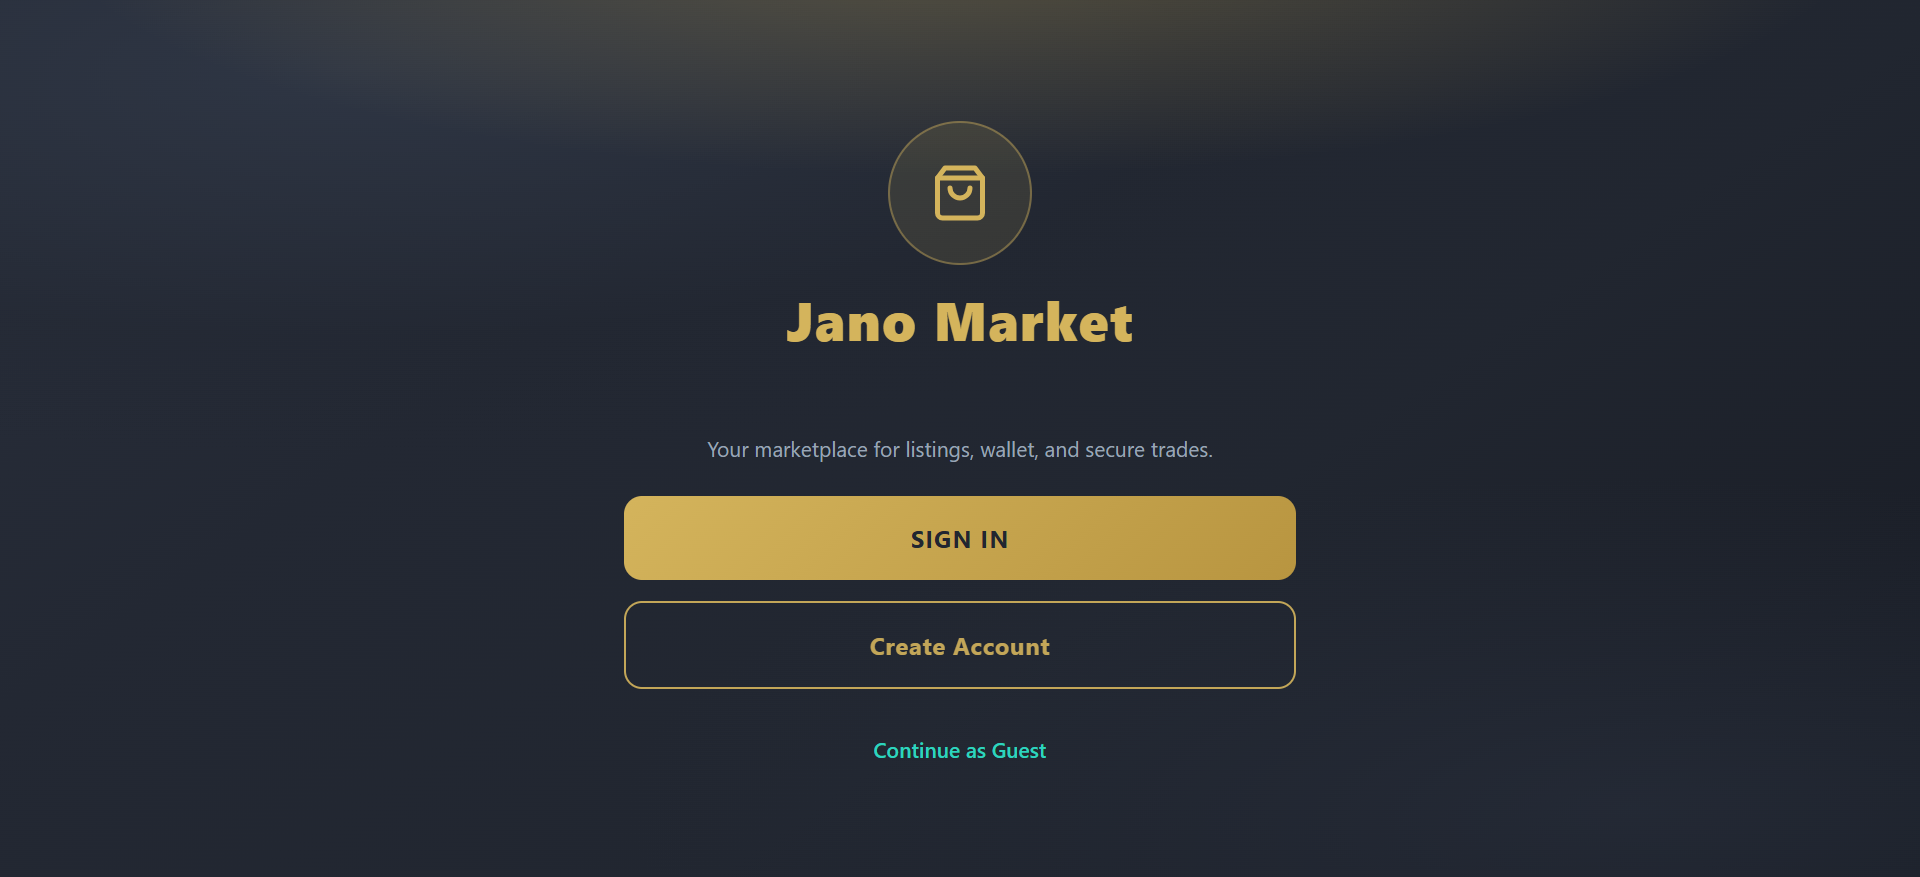 Jano Market
Your marketplace for listings, wallet, and secure trades.
SIGN IN
Create Account
Continue as Guest